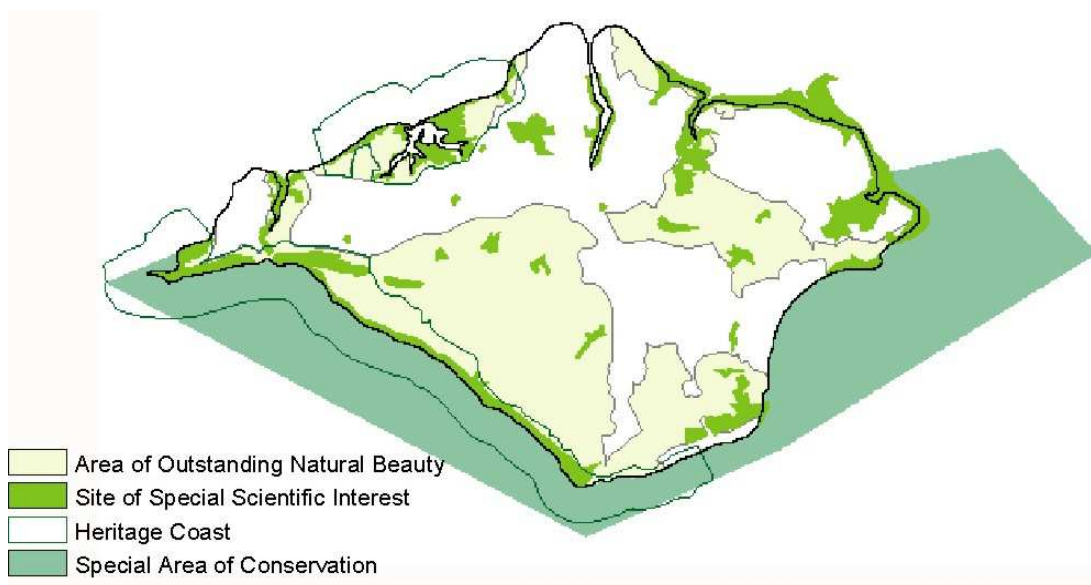 Area of Outstanding Natural Beauty
Site of Special Scientific Interest
Heritage Coast
Special Area of Conservation